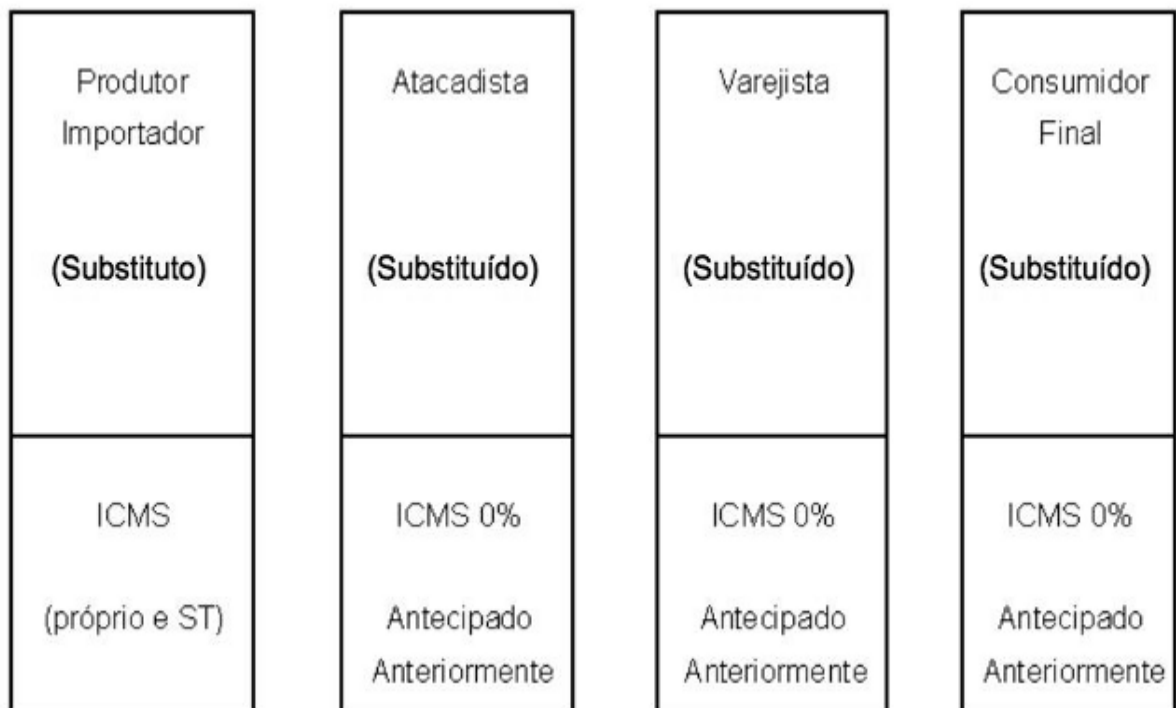 Produtor
Importador
(Substituto)
ICMS
(próprio e ST)
Atacadista
(Substituído)
ICMS 0%
Antecipado
Anteriormente
Varejista
(Substituído)
ICMS 0%
Antecipado
Anteriormente
Consumidor
Final
(Substituído)
ICMS 0%
Antecipado
Anteriormente